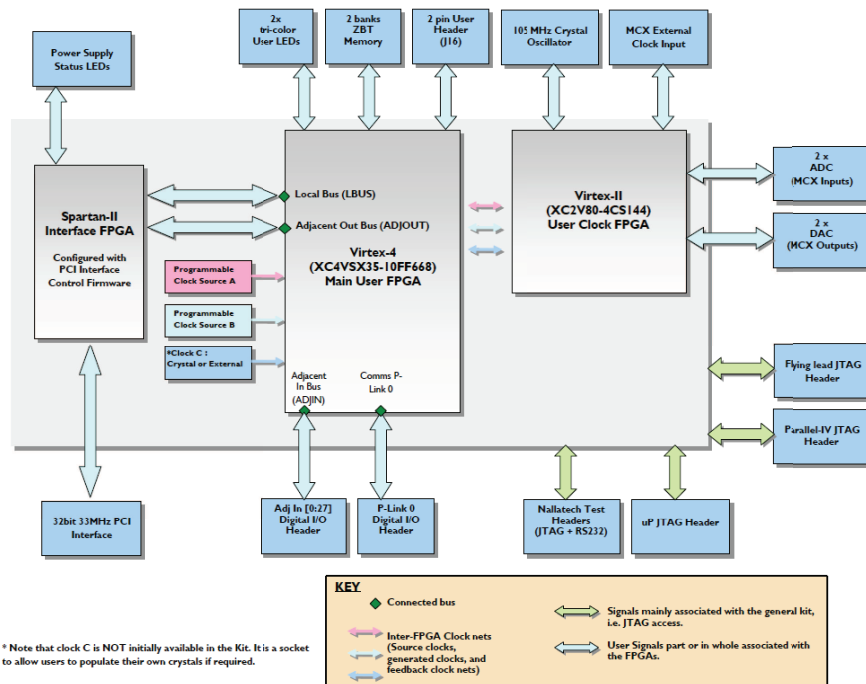 2x
tri-color
User LEDs
2 banks
ZBT
Memory
2 pin User
Header
(J16)
105 MHz Crystal
Oscillator
MCX External
Clock Input
Power Supply
Status LEDs
Spartan-II
Interface FPGA
Configured with
PCI Interface
Control Firmware
Local Bus (LBUS)
Adjacent Out Bus (ADJOUT)
Virtex-4
(XC4VSX35-10FF668)
Main User FPGA
Virtex-II
(XC2V80-4CS144)
User Clock FPGA
2 x
ADC
(MCX Inputs)
2 x
DAC
(MCX Outputs)
Programmable
Clock Source A
Programmable
Clock Source B
*Clock C :
Crystal or External
Adjacent
In Bus
(ADJIN)
Comms P-
Link 0
Flying lead JTAG
Header
Parallel-IV JTAG
Header
32bit 33MHz PCI
Interface
Adj In [0:27]
Digital I/O
Header
P-Link 0
Digital I/O
Header
Nallatech Test
Headers
(JTAG + RS232)
uP JTAG Header
KEY
Connected bus
Inter-FPGA Clock nets
(Source clocks,
generated clocks, and
feedback clock nets)
Signals mainly associated with the general kit,
i.e. JTAG access.
User Signals part or in whole associated with
the FPGAs.
* Note that clock C is NOT initially available in the Kit. It is a socket
to allow users to populate their own crystals if required.